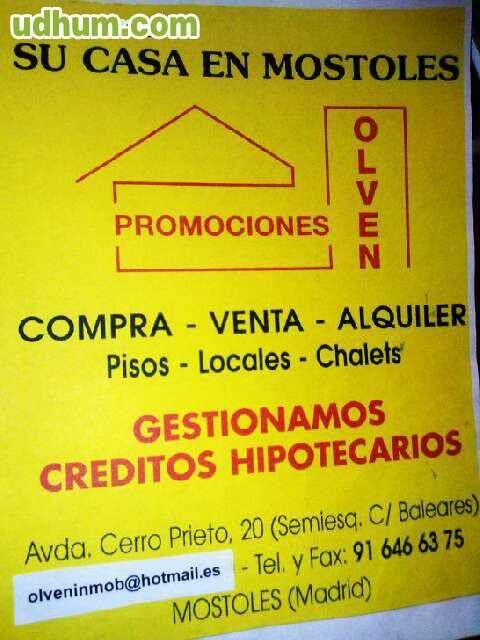 udhum.com
SU CASA EN MOSTOLES
PROMOCIONES
OLVEN
COMPRA - VENTA - ALQUILER
Pisos - Locales - Chalets
GESTIONAMOS
CREDITOS HIPOTECARIOS
Avda. Cerro Prieto, 20 (Semiesq. C/ Baleares)
olveninmob@hotmail.es - Tel. y Fax: 91 646 63 75
MOSTOLES (Madrid)